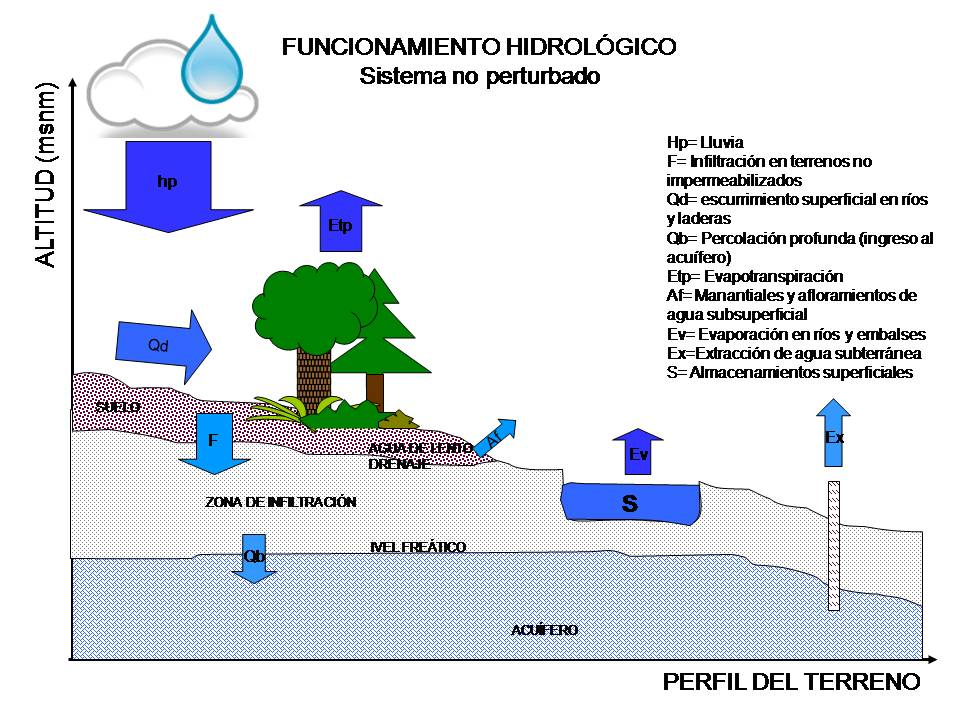 FUNCIONAMIENTO HIDROLÓGICO
Sistema no perturbado
ALTITUD (msnm)
Hp= Lluvia
F= Infiltración en terrenos no
impermeabilizados
Qd= escurrimiento superficial en ríos
y laderas
Qb= Percolación profunda (ingreso al
acuífero)
Etp= Evapotranspiración
Af= Manantiales y afloramientos de
agua subsuperficial
Ev= Evaporación en ríos y embalses
Ex=Extracción de agua subterránea
S= Almacenamientos superficiales
hp
Etp
Qd
SUELO
F
AGUA DE LENTO
DRENAJE
Af
Ev
Ex
S
ZONA DE INFILTRACIÓN
IVEL FREÁTICO
Qb
ACUÍFERO
PERFIL DEL TERRENO